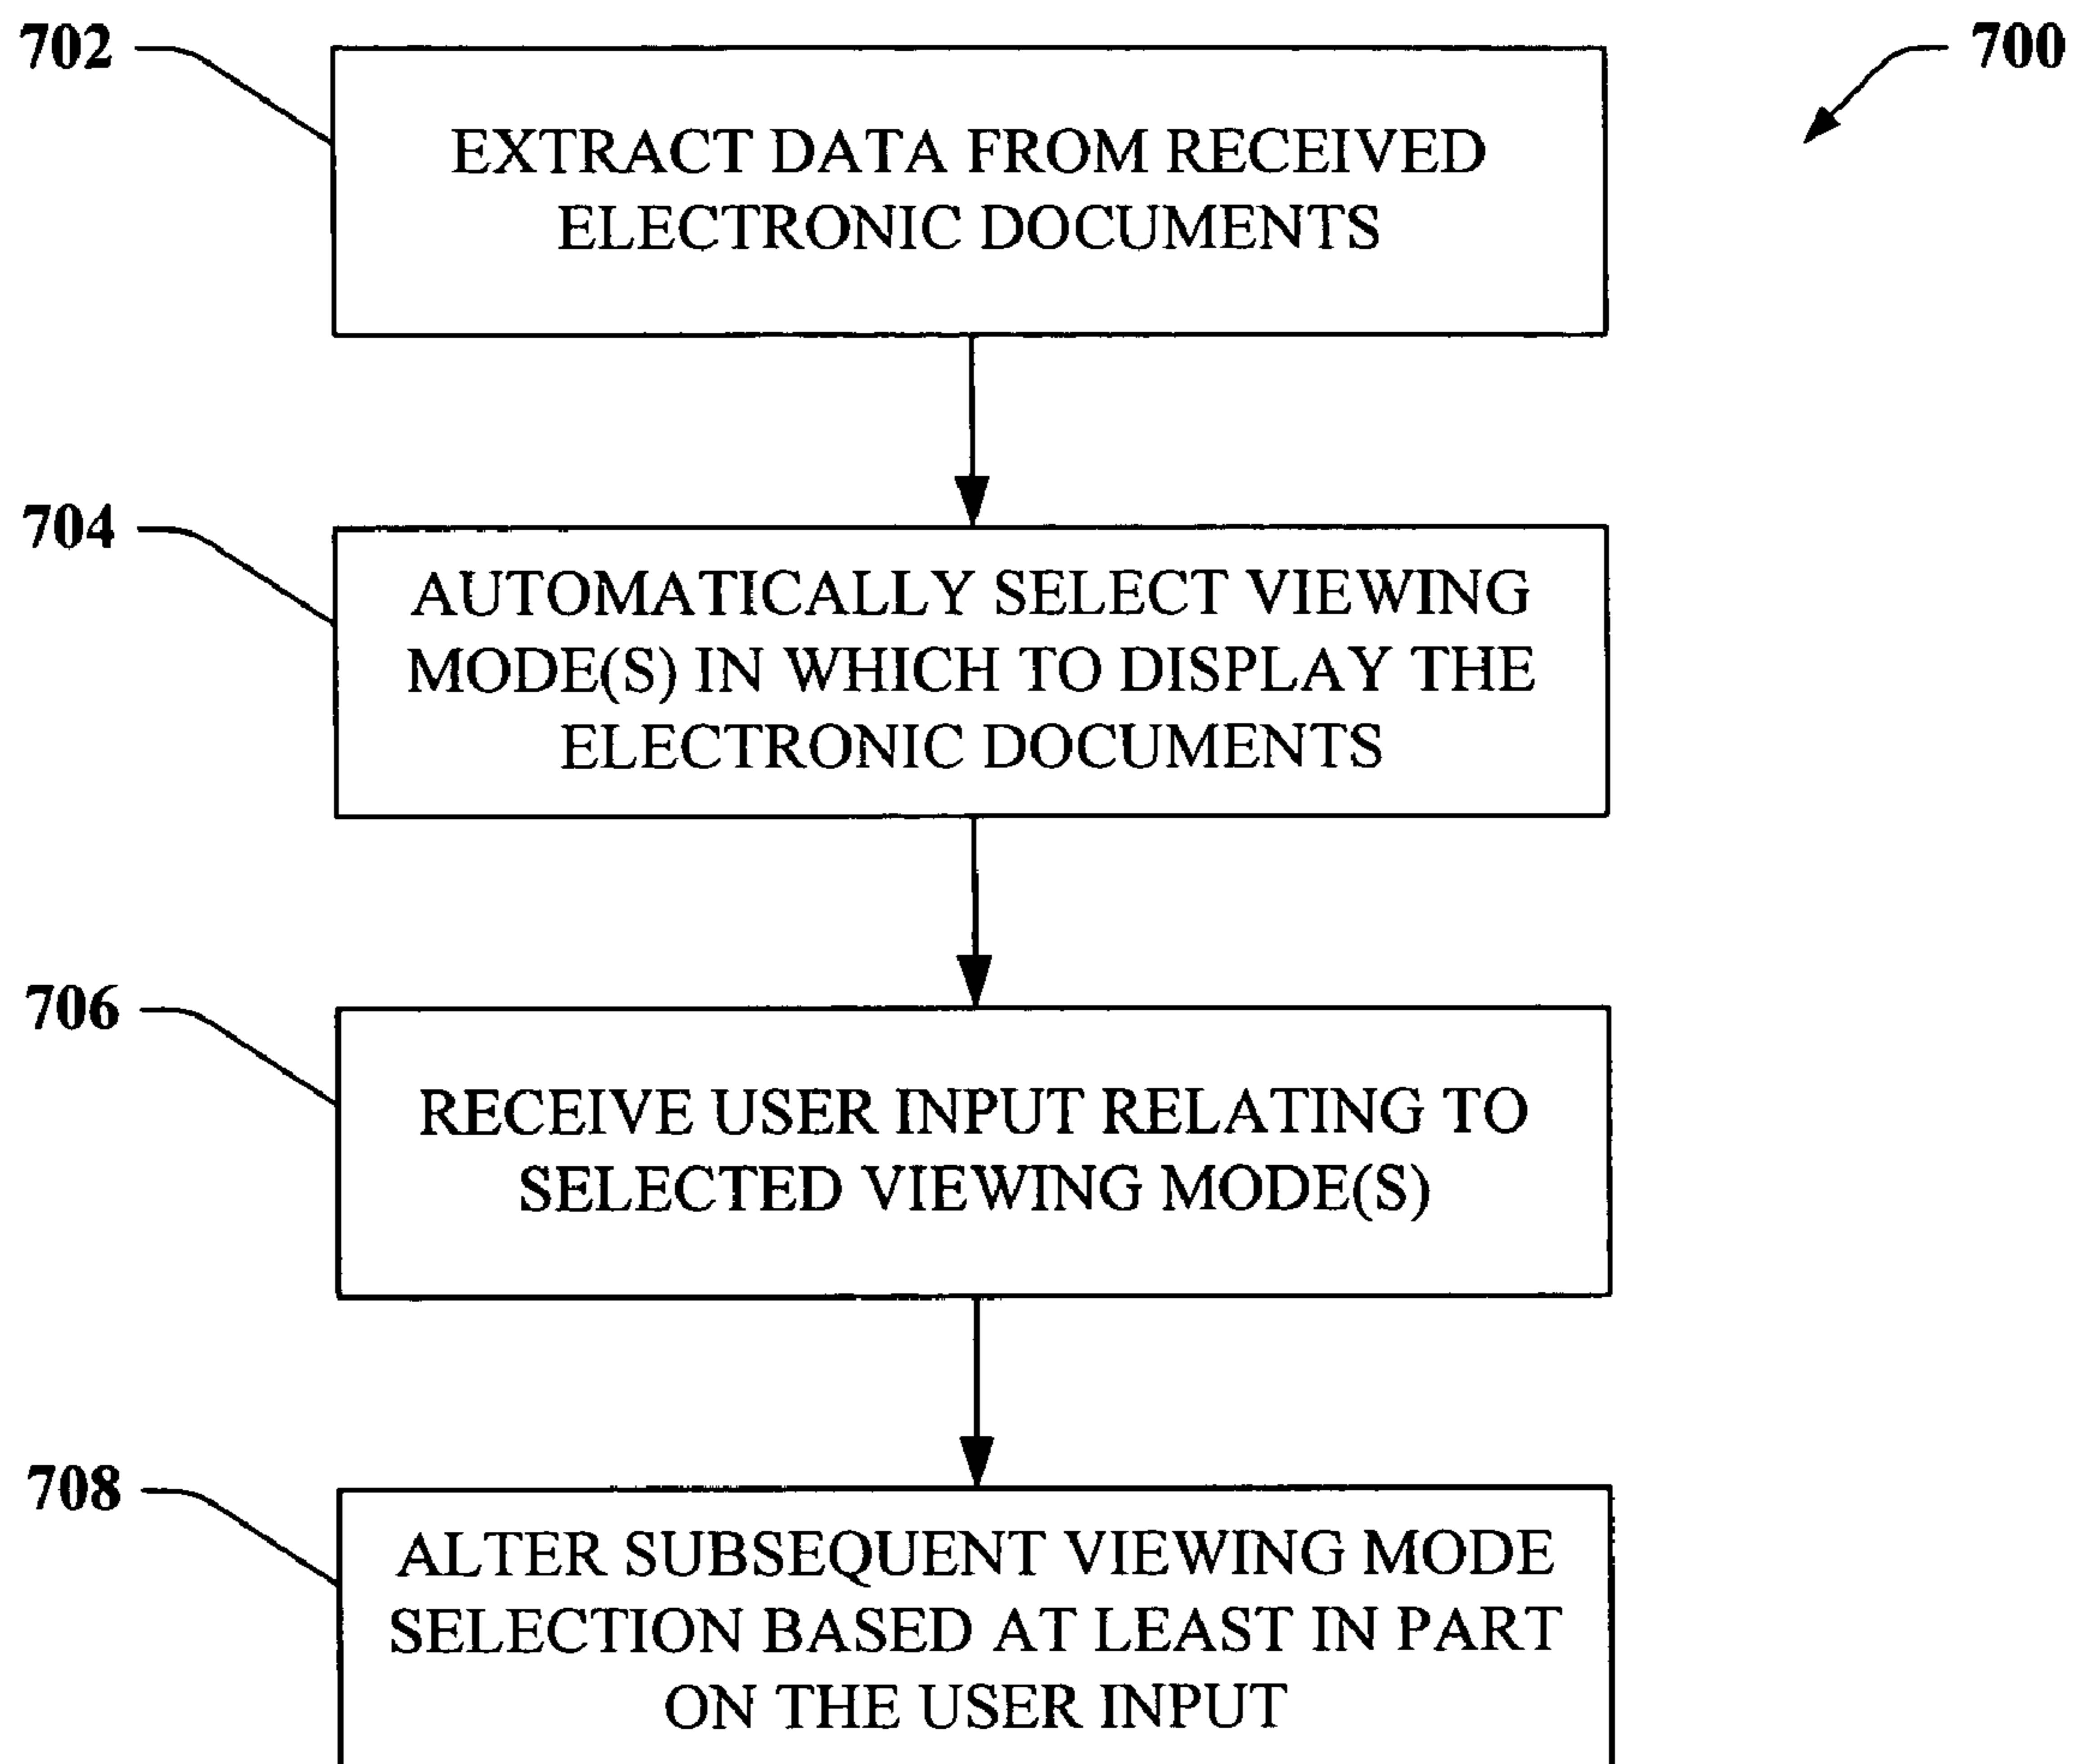 702
700
EXTRACT DATA FROM RECEIVED
ELECTRONIC DOCUMENTS
704
AUTOMATICALLY SELECT VIEWING
MODE(S) IN WHICH TO DISPLAY THE
ELECTRONIC DOCUMENTS
706
RECEIVE USER INPUT RELATING TO
SELECTED VIEWING MODE(S)
708
ALTER SUBSEQUENT VIEWING MODE
SELECTION BASED AT LEAST IN PART
ON THE USER INPUT